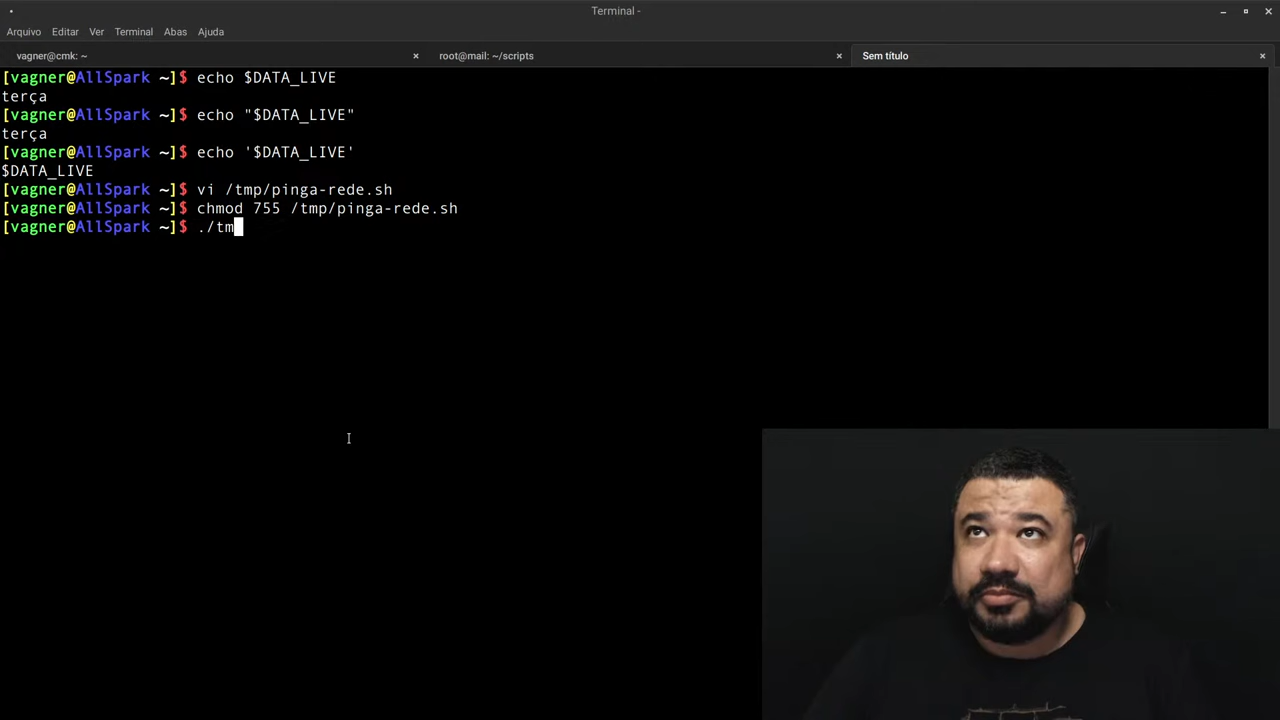 Terminal -
Arquivo Editar Ver Terminal Abas Ajuda
vagner@cmk: ~ root@mail: ~/scripts Sem título
[vagner@AllSpark ~]$ echo $DATA_LIVE
terça
[vagner@AllSpark ~]$ echo "$DATA_LIVE"
terça
[vagner@AllSpark ~]$ echo '$DATA_LIVE'
$DATA_LIVE
[vagner@AllSpark ~]$ vi /tmp/pinga-rede.sh
[vagner@AllSpark ~]$ chmod 755 /tmp/pinga-rede.sh
[vagner@AllSpark ~]$ ./tm